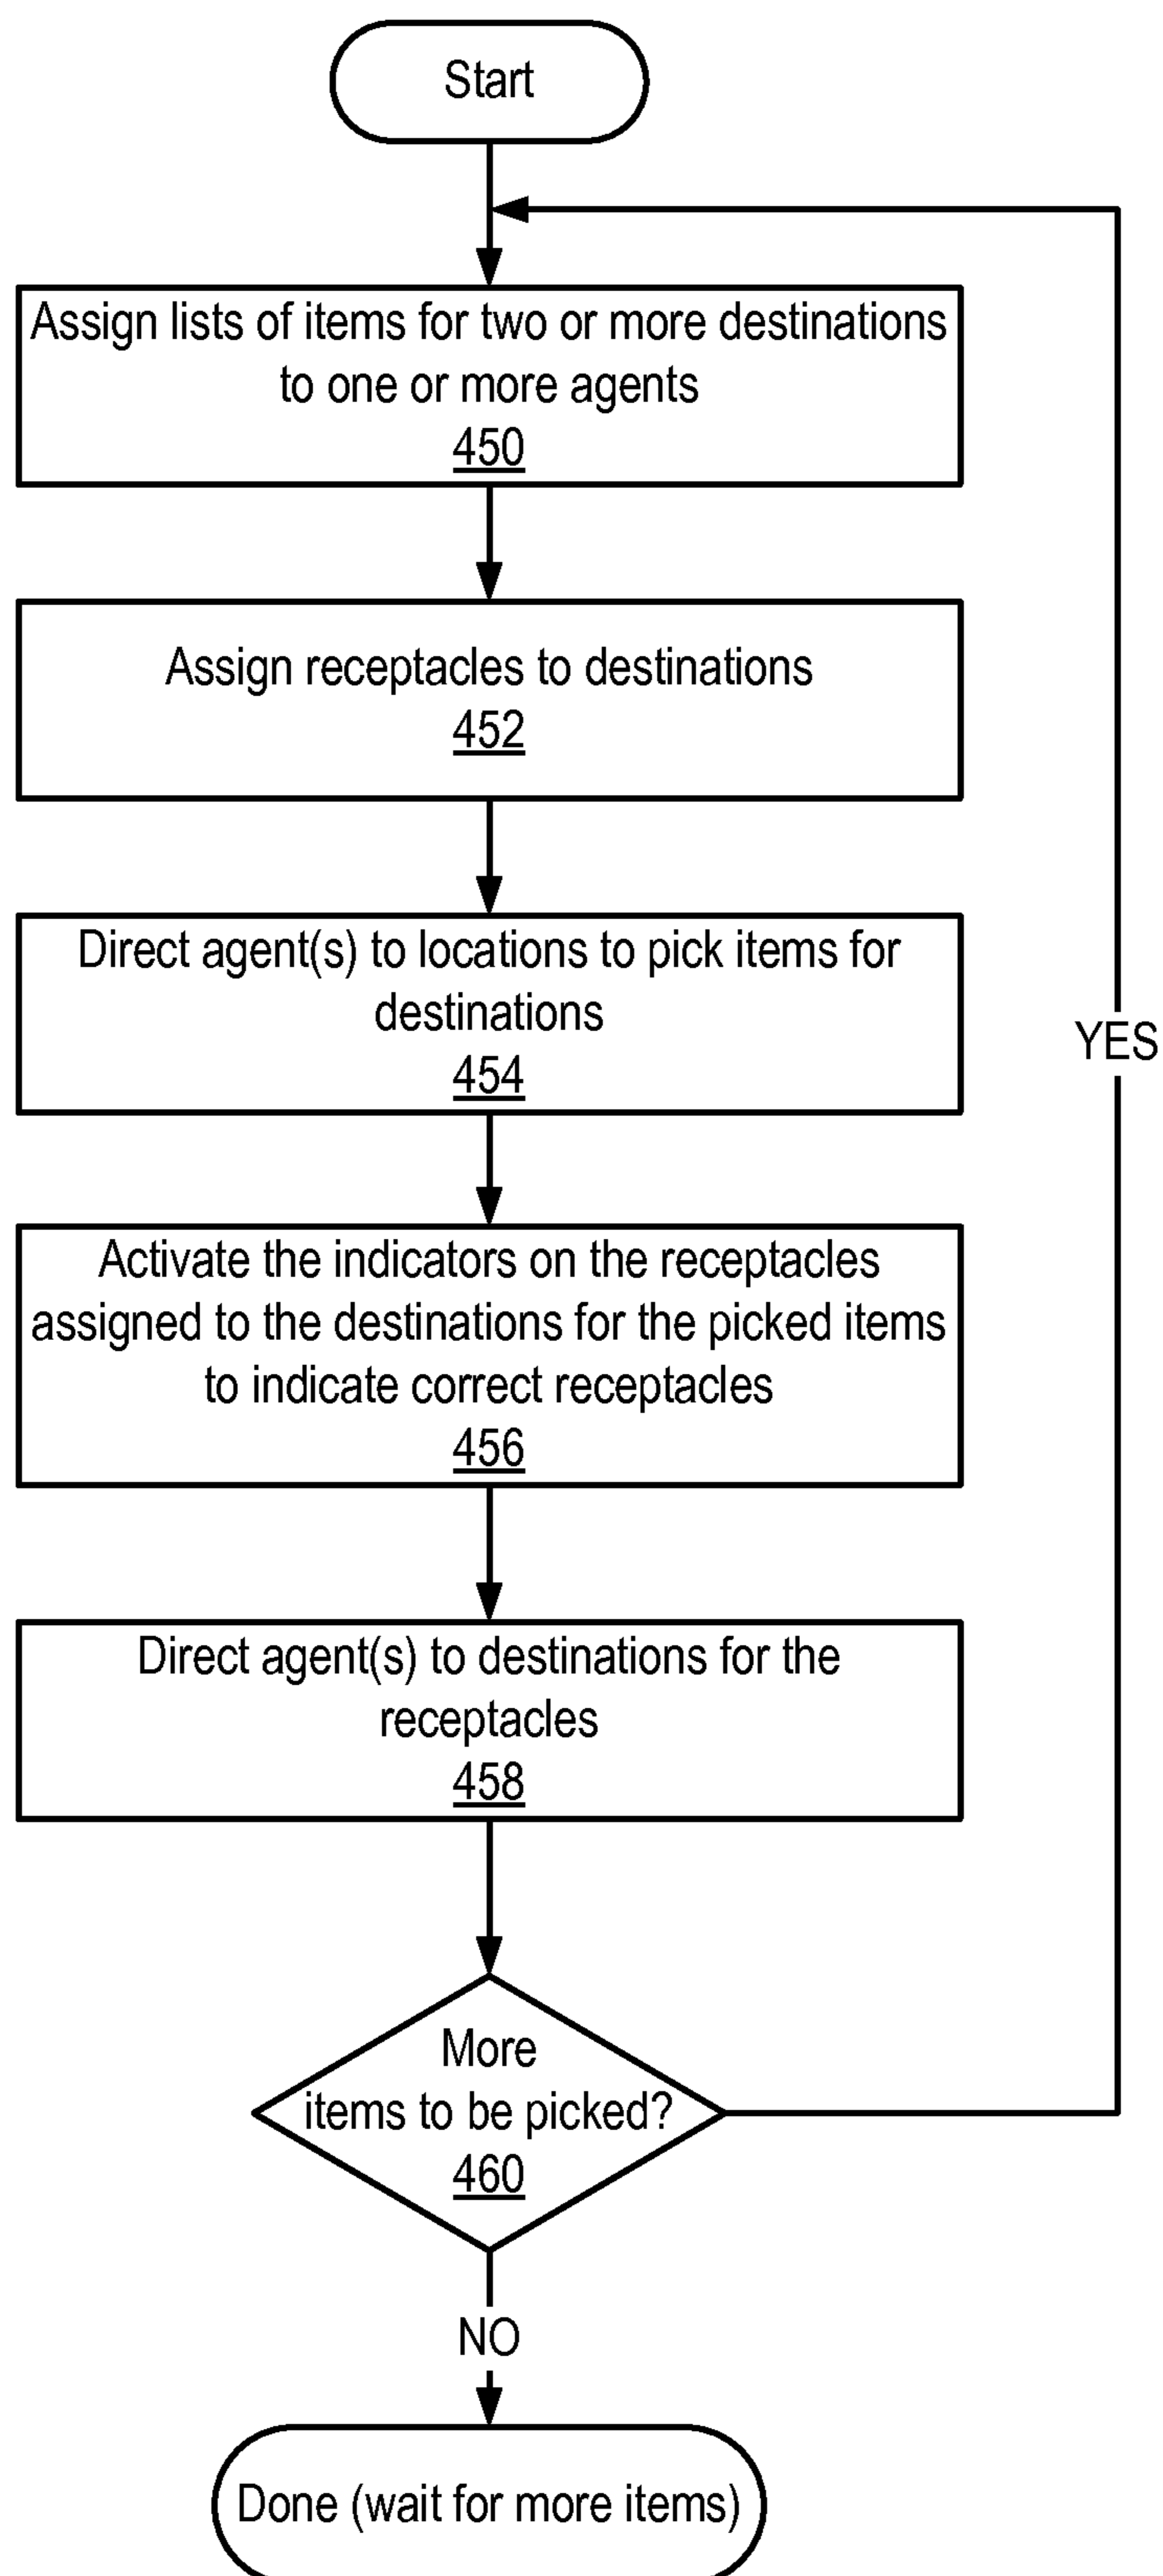 Start
Assign lists of items for two or more destinations
to one or more agents
450
Assign receptacles to destinations
452
Direct agent(s) to locations to pick items for
destinations
454
YES
Activate the indicators on the receptacles
assigned to the destinations for the picked items
to indicate correct receptacles
456
Direct agent(s) to destinations for the
receptacles
458
More
items to be picked?
460
NO
Done (wait for more items)